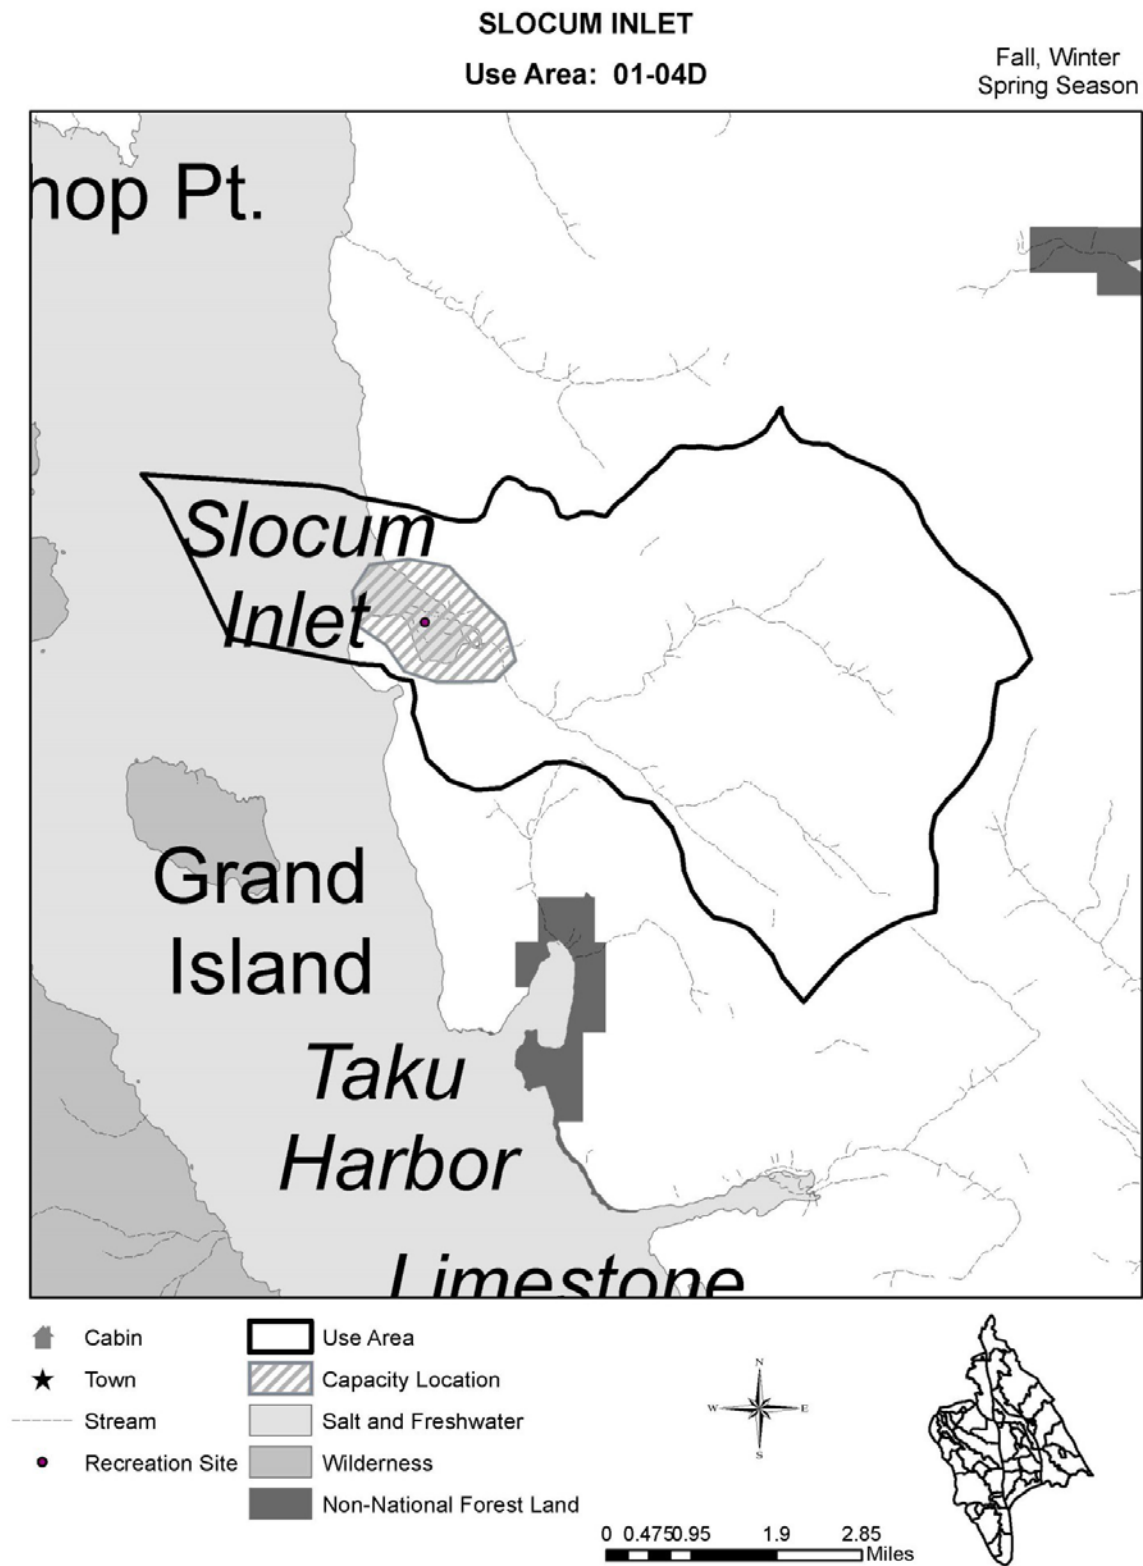 SLOCUM INLET
Use Area: 01-04D
Fall, Winter
Spring Season
hop Pt.
Slocum
Inlet
Grand
Island
Taku
Harbor
Limestone
Cabin
Town
Stream
Recreation Site
Use Area
Capacity Location
Salt and Freshwater
Wilderness
Non-National Forest Land
N
W E
S
0 0.475 0.95 1.9 2.85
Miles